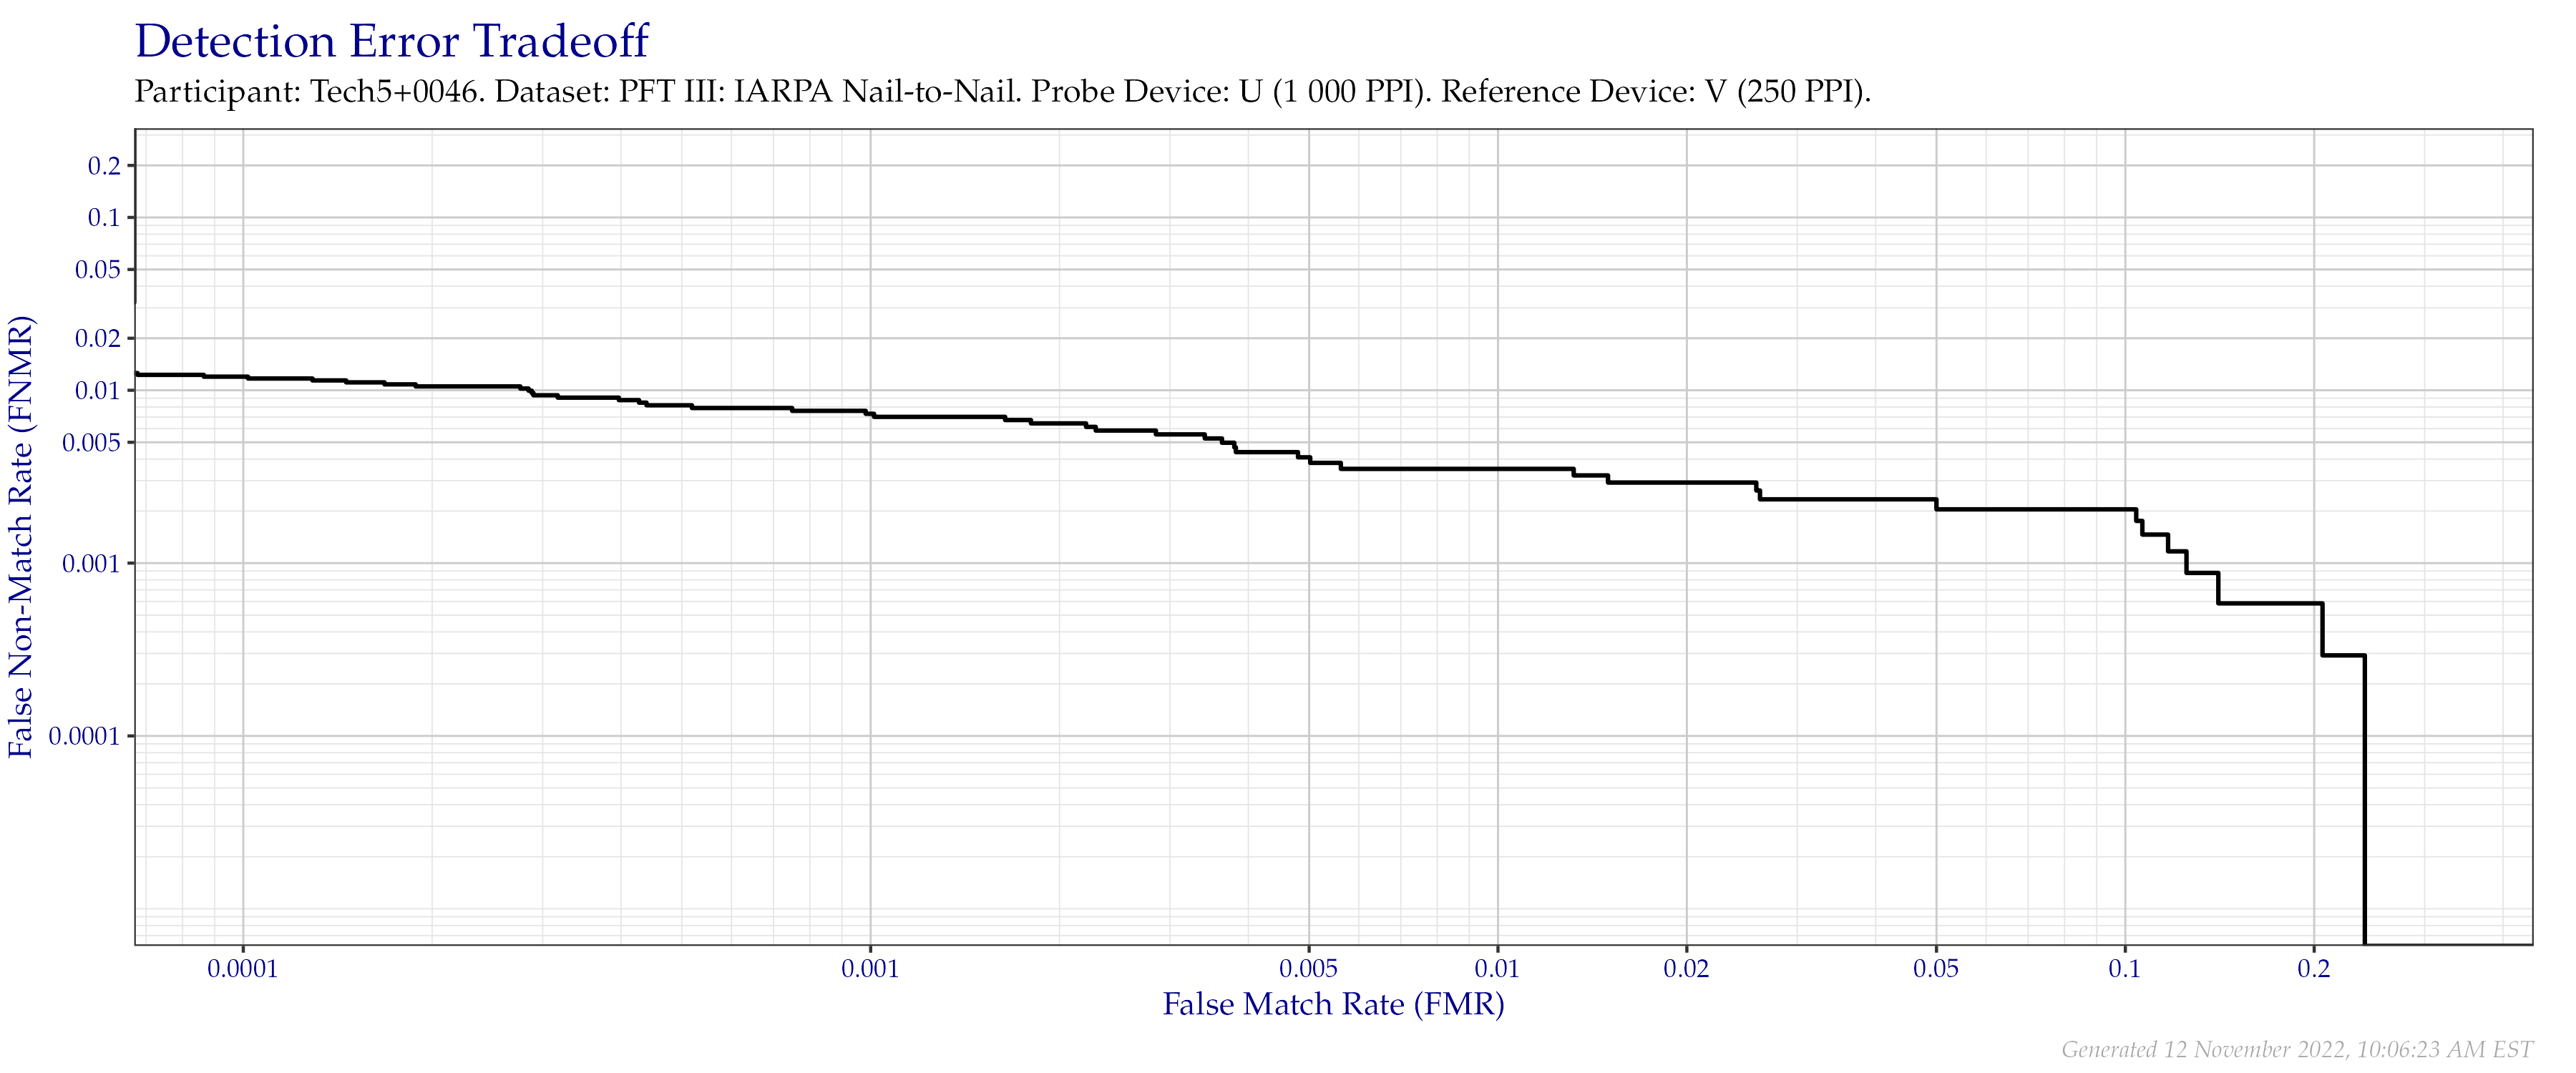 Detection Error Tradeoff
Participant: Tech5+0046. Dataset: PFT III: IARPA Nail-to-Nail. Probe Device: U (1 000 PPI). Reference Device: V (250 PPI).
False Non-Match Rate (FNMR)
0.2
0.1
0.05
0.02
0.01
0.005
0.001
0.0001
0.0001 0.001 0.005 0.01 0.02 0.05 0.1 0.2
False Match Rate (FMR)
Generated 12 November 2022, 10:06:23 AM EST